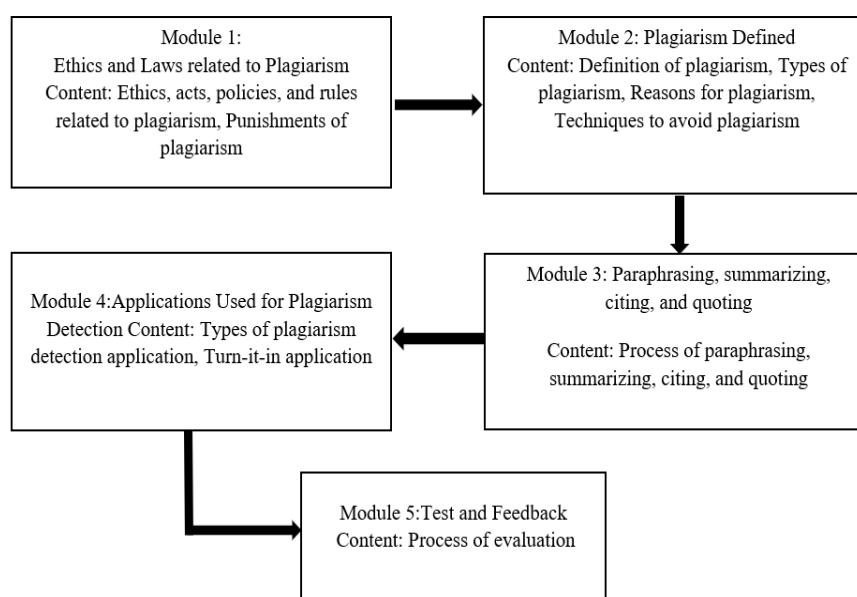 Module 1:
Ethics and Laws related to Plagiarism
Content: Ethics, acts, policies, and rules
related to plagiarism, Punishments of
plagiarism
Module 2: Plagiarism Defined
Content: Definition of plagiarism, Types of
plagiarism, Reasons for plagiarism,
Techniques to avoid plagiarism
Module 3: Paraphrasing, summarizing,
citing, and quoting
Content: Process of paraphrasing,
summarizing, citing, and quoting
Module 4:Applications Used for Plagiarism
Detection Content: Types of plagiarism
detection application, Turn-it-in application
Module 5:Test and Feedback
Content: Process of evaluation